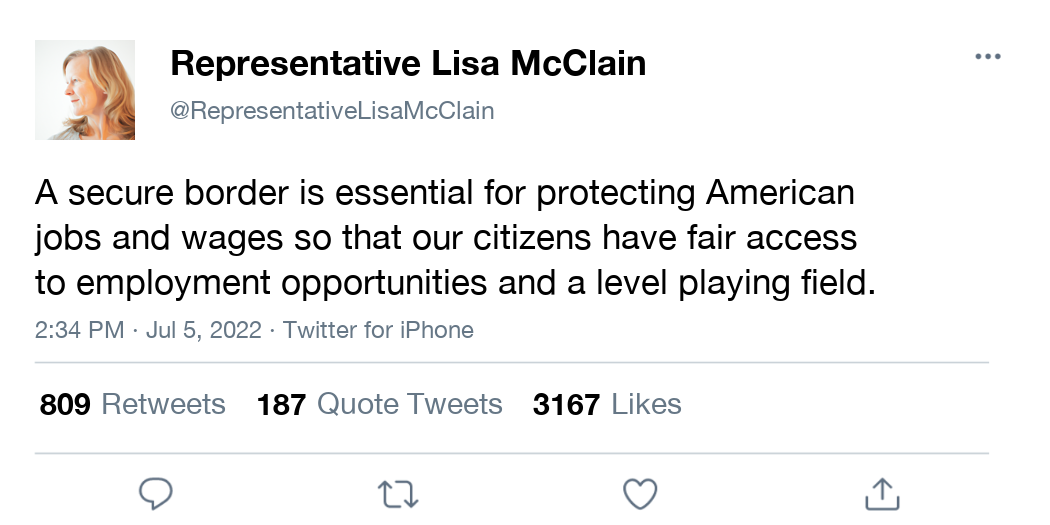 Representative Lisa McClain
@RepresentativeLisaMcClain
A secure border is essential for protecting American
jobs and wages so that our citizens have fair access
to employment opportunities and a level playing field.
2:34 PM · Jul 5, 2022 · Twitter for iPhone
809 Retweets 187 Quote Tweets 3167 Likes